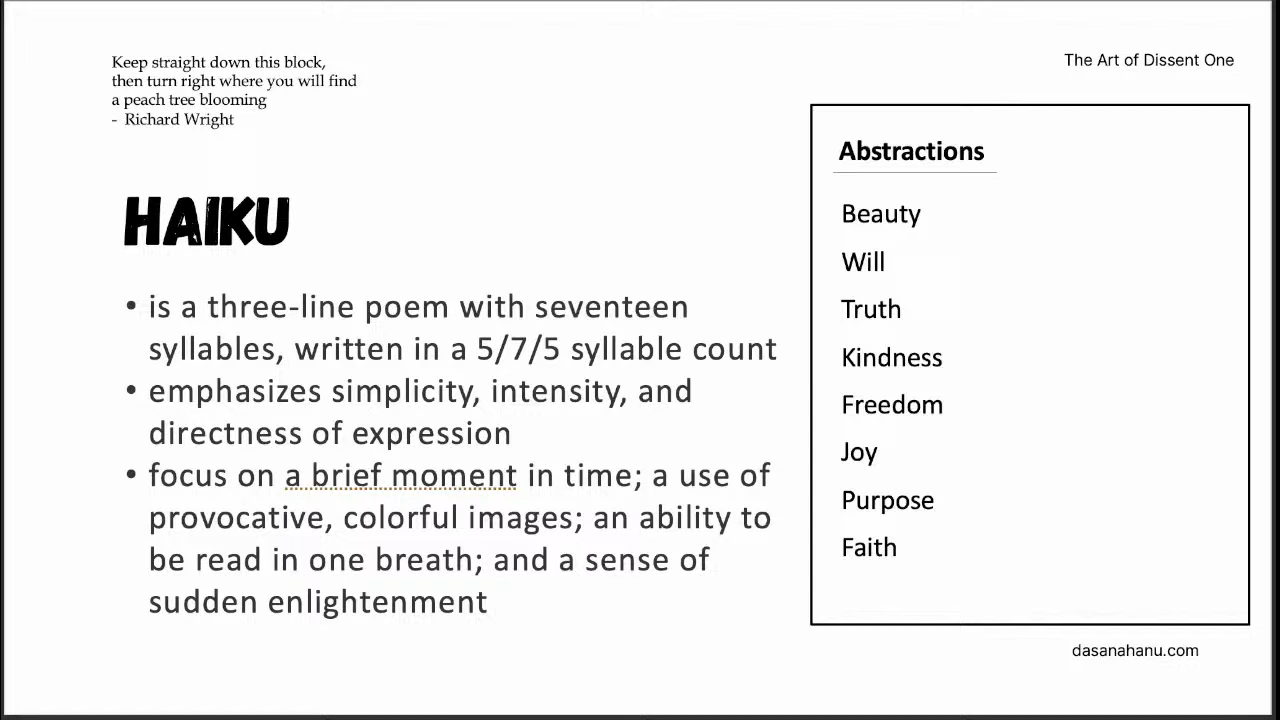 Keep straight down this block,
then turn right where you will find
a peach tree blooming
- Richard Wright
The Art of Dissent One
HAIKU
• is a three-line poem with seventeen
syllables, written in a 5/7/5 syllable count
• emphasizes simplicity, intensity, and
directness of expression
• focus on a brief moment in time; a use of
provocative, colorful images; an ability to
be read in one breath; and a sense of
sudden enlightenment
Abstractions
Beauty
Will
Truth
Kindness
Freedom
Joy
Purpose
Faith
dasanahanu.com